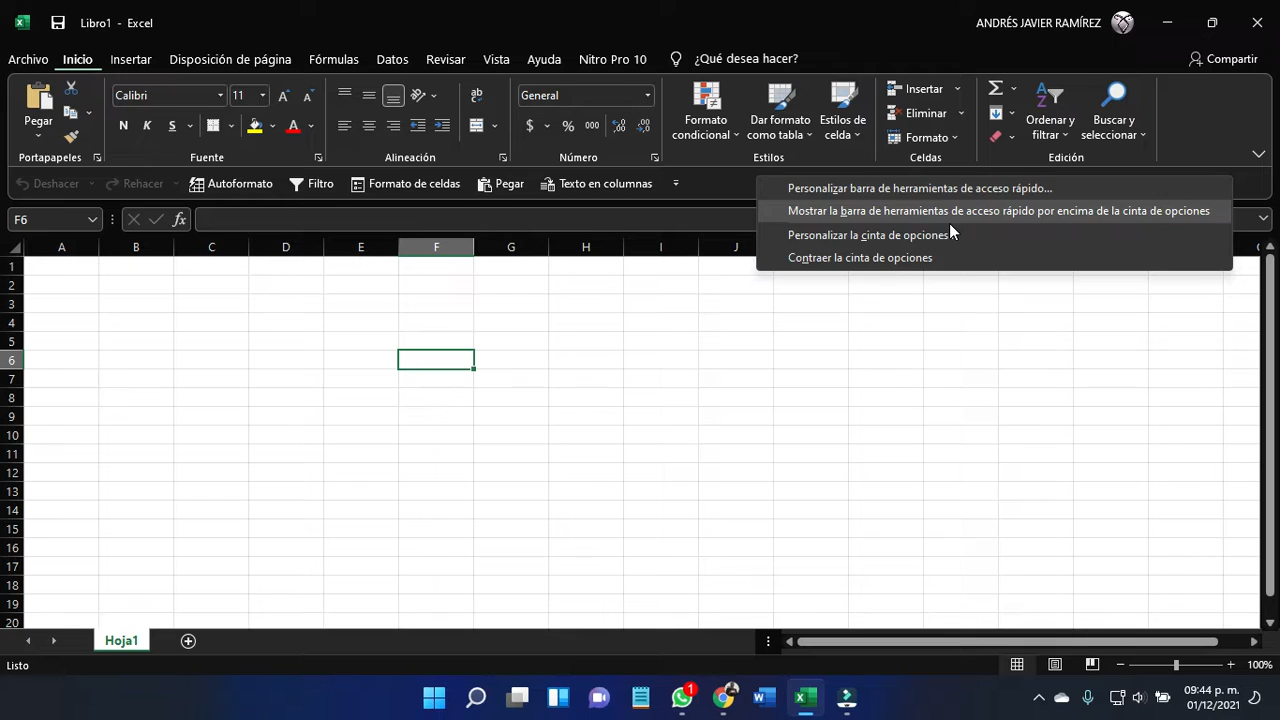 Libro1 - Excel
ANDRÉS JAVIER RAMÍREZ
Archivo Inicio Insertar Disposición de página Fórmulas Datos Revisar Vista Ayuda Nitro Pro 10 ¿Qué desea hacer? Compartir
Pegar
Calibri 11
N K S
General
$ % 000
Formato condicional
Dar formato como tabla
Estilos de celda
Insertar
Eliminar
Formato
Ordenar y filtrar
Buscar y seleccionar
Portapapeles Fuente Alineación Número Estilos Celdas Edición
Deshacer Rehacer Autoformato Filtro Formato de celdas Pegar Texto en columnas
Personalizar barra de herramientas de acceso rápido...
Mostrar la barra de herramientas de acceso rápido por encima de la cinta de opciones
Personalizar la cinta de opciones
Contraer la cinta de opciones
F6 fx
A B C D E F G H I J
1
2
3
4
5
6
7
8
9
10
11
12
13
14
15
16
17
18
19
20
Hoja1
Listo 100%
1
09:44 p. m.
01/12/2021